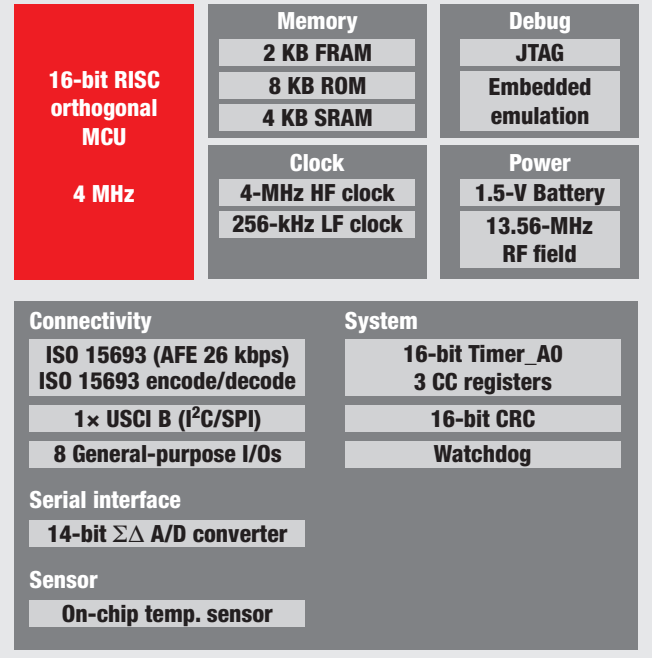 16-bit RISC
orthogonal
MCU
4 MHz
Memory
2 KB FRAM
8 KB ROM
4 KB SRAM
Debug
JTAG
Embedded
emulation
Clock
4-MHz HF clock
256-kHz LF clock
Power
1.5-V Battery
13.56-MHz
RF field
Connectivity
ISO 15693 (AFE 26 kbps)
ISO 15693 encode/decode
1× USCI B (I²C/SPI)
8 General-purpose I/Os
Serial interface
14-bit ΣΔ A/D converter
Sensor
On-chip temp. sensor
System
16-bit Timer_A0
3 CC registers
16-bit CRC
Watchdog